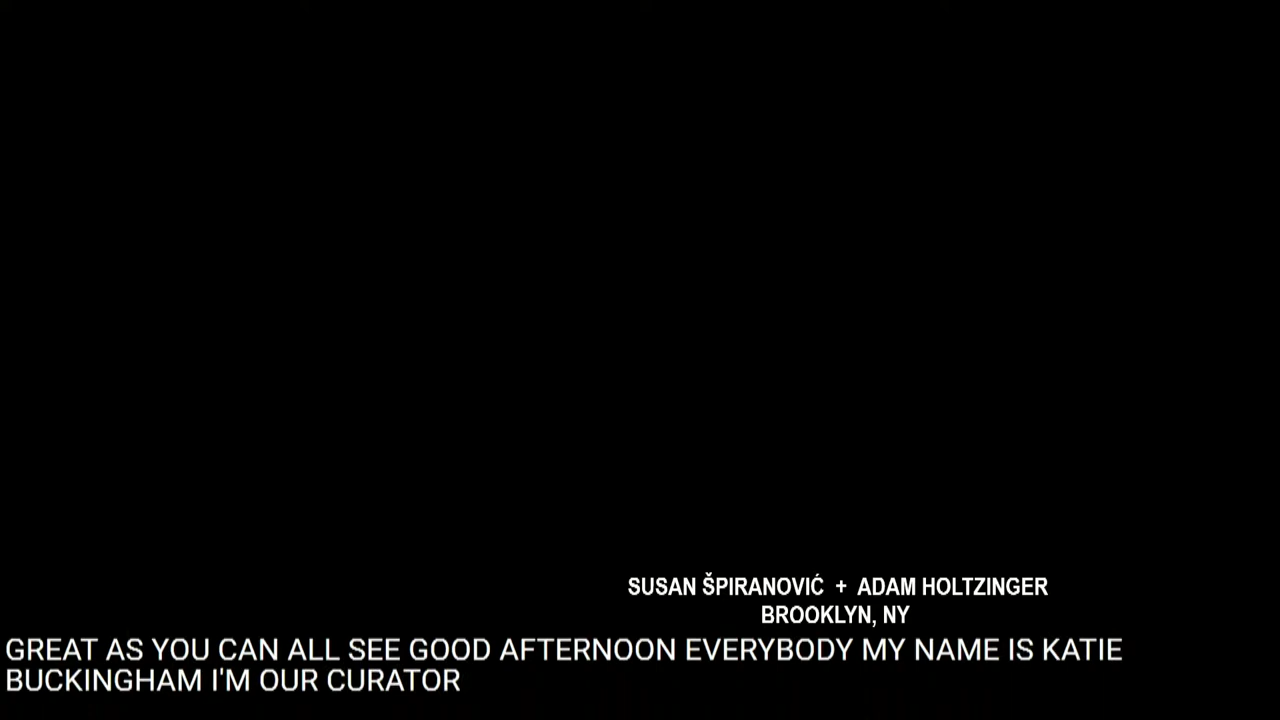 SUSAN ŠPIRANOVIĆ + ADAM HOLTZINGER
BROOKLYN, NY
GREAT AS YOU CAN ALL SEE GOOD AFTERNOON EVERYBODY MY NAME IS KATIE
BUCKINGHAM I'M OUR CURATOR